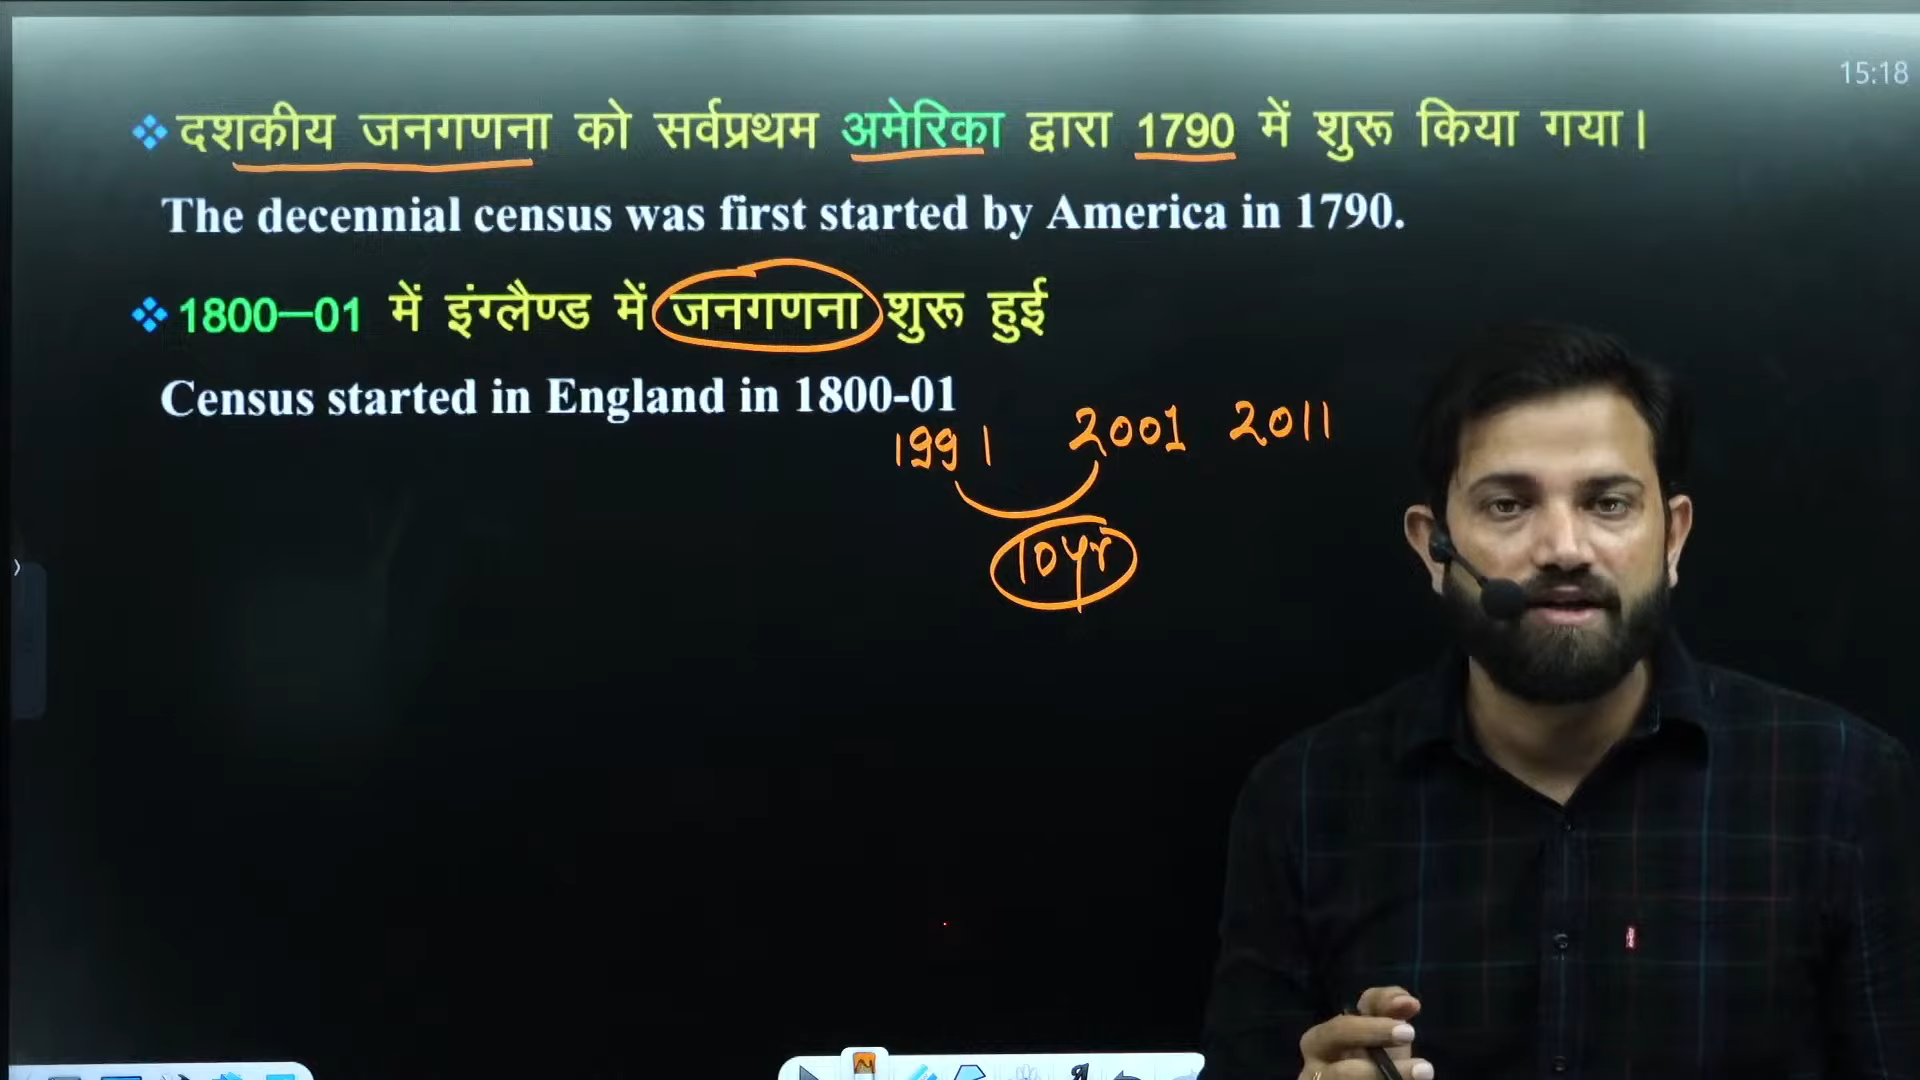 15:18
❖ दशकीय जनगणना को सर्वप्रथम अमेरिका द्वारा 1790 में शुरू किया गया।
The decennial census was first started by America in 1790.
❖ 1800–01 में इंग्लैण्ड में जनगणना शुरू हुई
Census started in England in 1800-01
1991 2001 2011
10yr